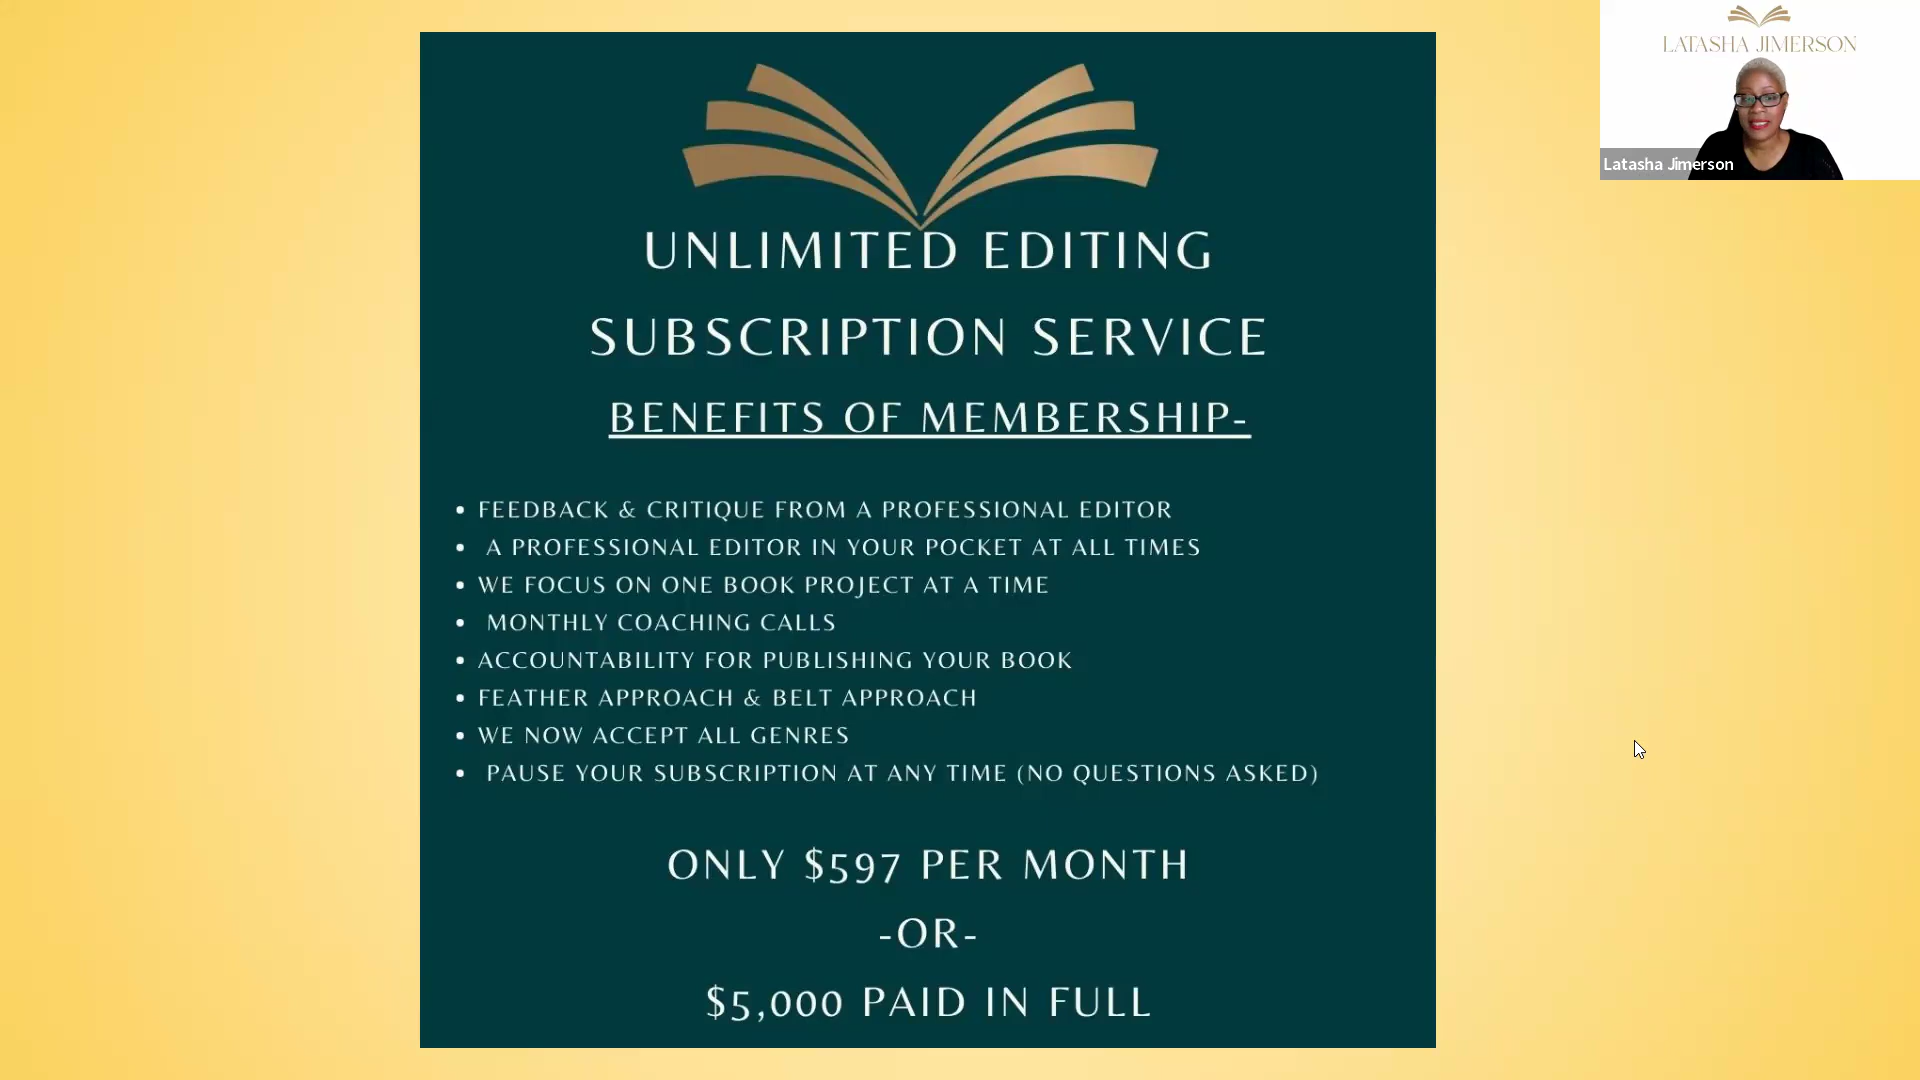 LATASHA JIMERSON
Latasha Jimerson
UNLIMITED EDITING
SUBSCRIPTION SERVICE
BENEFITS OF MEMBERSHIP-
• FEEDBACK & CRITIQUE FROM A PROFESSIONAL EDITOR
• A PROFESSIONAL EDITOR IN YOUR POCKET AT ALL TIMES
• WE FOCUS ON ONE BOOK PROJECT AT A TIME
• MONTHLY COACHING CALLS
• ACCOUNTABILITY FOR PUBLISHING YOUR BOOK
• FEATHER APPROACH & BELT APPROACH
• WE NOW ACCEPT ALL GENRES
• PAUSE YOUR SUBSCRIPTION AT ANY TIME (NO QUESTIONS ASKED)
ONLY $597 PER MONTH
-OR-
$5,000 PAID IN FULL